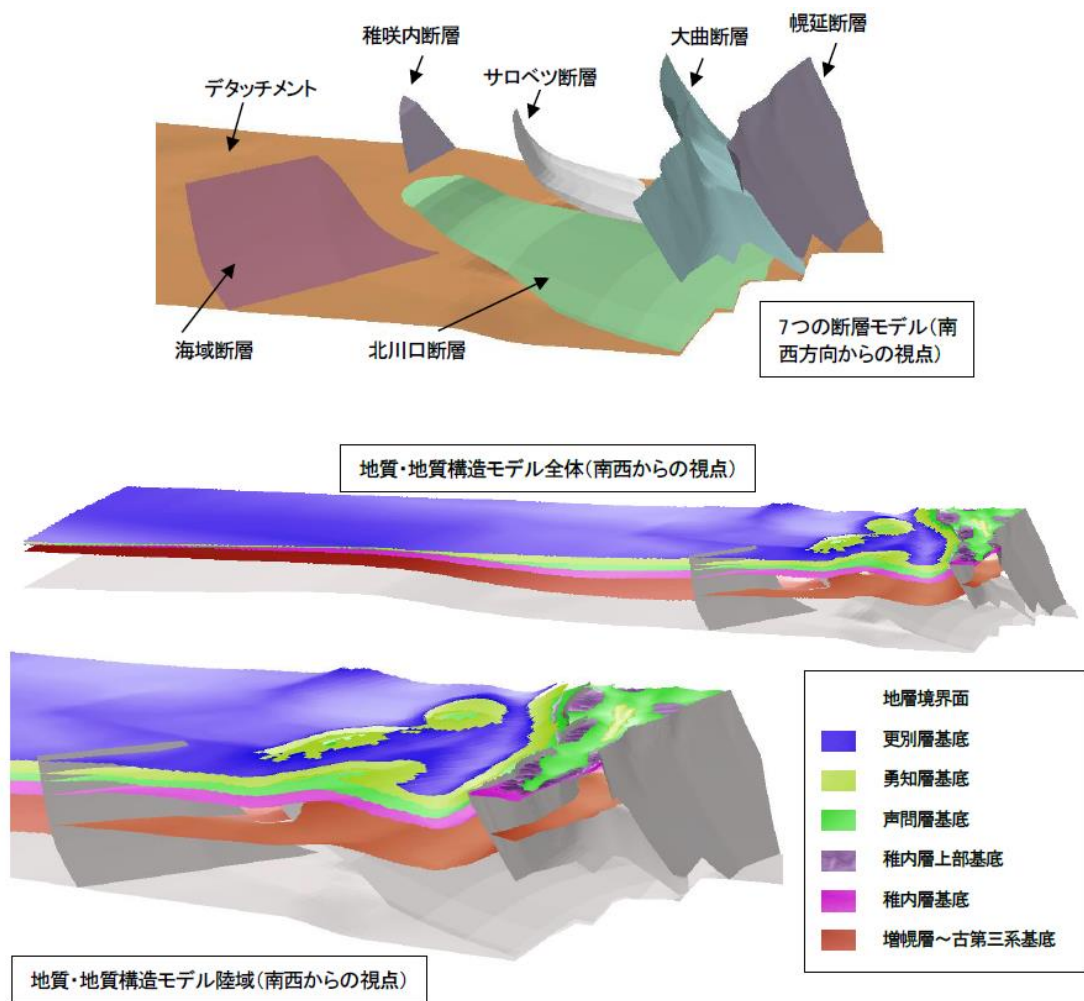 稚咲内断層
大曲断層
幌延断層
デタッチメント
サロベツ断層
海域断層
北川口断層
7つの断層モデル(南
西方向からの視点)
地質・地質構造モデル全体(南西からの視点)
地層境界面
更別層基底
勇知層基底
声問層基底
稚内層上部基底
稚内層基底
増幌層～古第三系基底
地質・地質構造モデル陸域(南西からの視点)